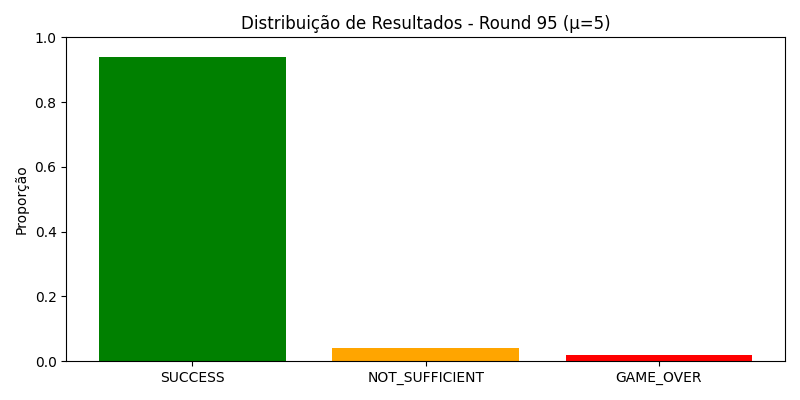 Distribuição de Resultados - Round 95 (μ=5)
Proporção
1.0
0.8
0.6
0.4
0.2
0.0
SUCCESS
NOT_SUFFICIENT
GAME_OVER